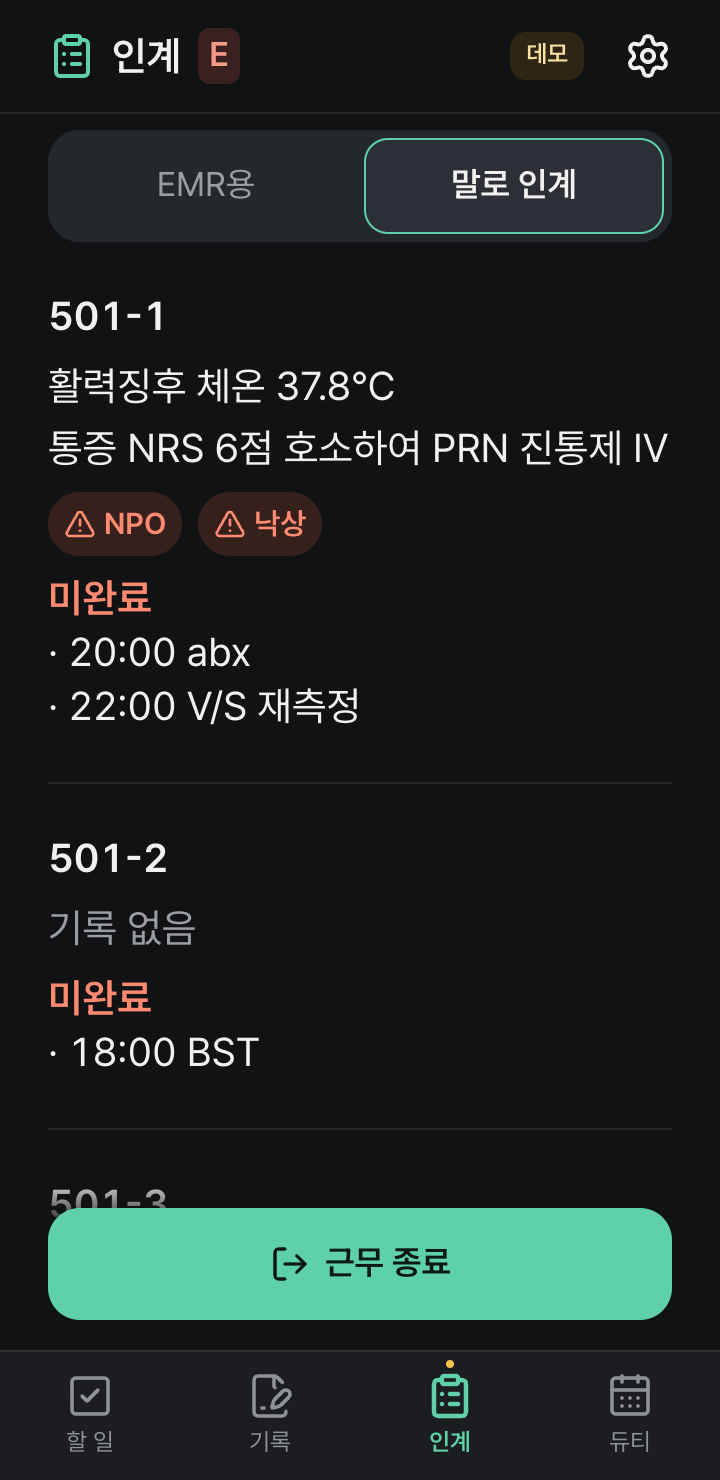 인계 E
데모
EMR용
말로 인계
501-1
활력징후 체온 37.8°C
통증 NRS 6점 호소하여 PRN 진통제 IV
NPO
낙상
미완료
· 20:00 abx
· 22:00 V/S 재측정
501-2
기록 없음
미완료
· 18:00 BST
501-3
근무 종료
할 일
기록
인계
듀티